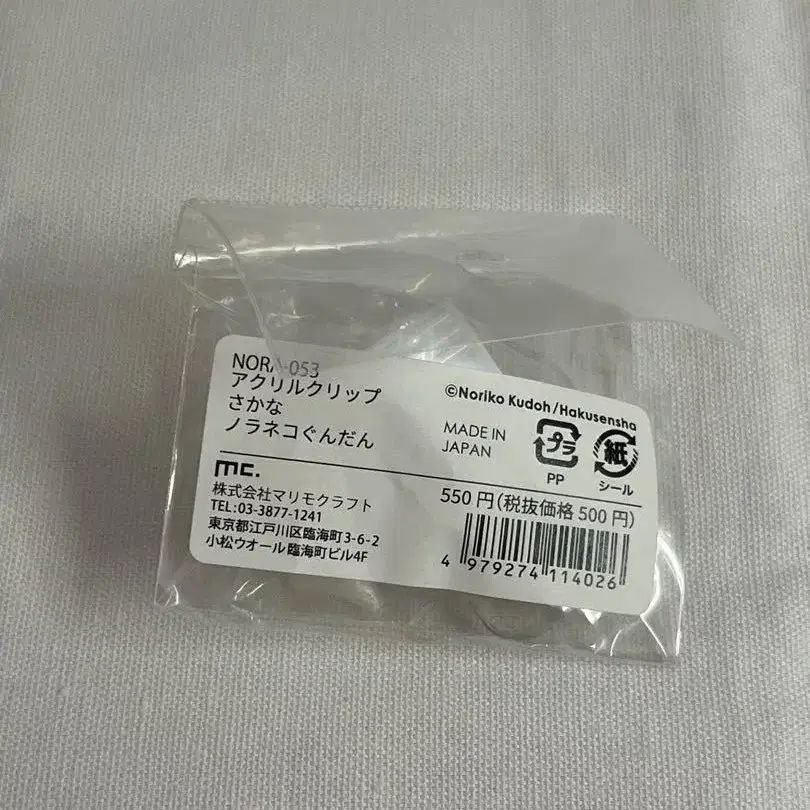 NORA-053
アクリルクリップ
さかな
ノラネコぐんだん
©Noriko Kudoh/Hakusensha
MADE IN
JAPAN
プラ
PP
紙
シール
mc.
株式会社マリモクラフト
TEL:03-3877-1241
東京都江戸川区臨海町3-6-2
小松ウオール臨海町ビル4F
550円(税抜価格500円)
4 979274 114026